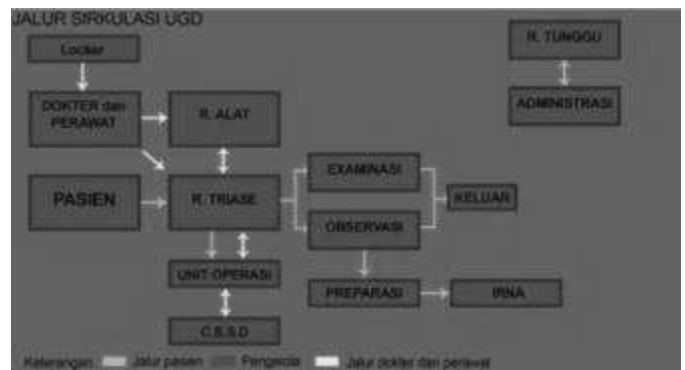 JALUR SIRKULASI UGD
Locker
R. TUNGGU
DOKTER dan
PERAWAT
R. ALAT
ADMINISTRASI
EXAMINASI
PASIEN
R. TRIASE
KELUAR
OBSERVASI
UNIT OPERASI
PREPARASI
IRNA
C.S.S.D
Keterangan
Jalur pasien
Pengelola
Jalur dokter dan perawat